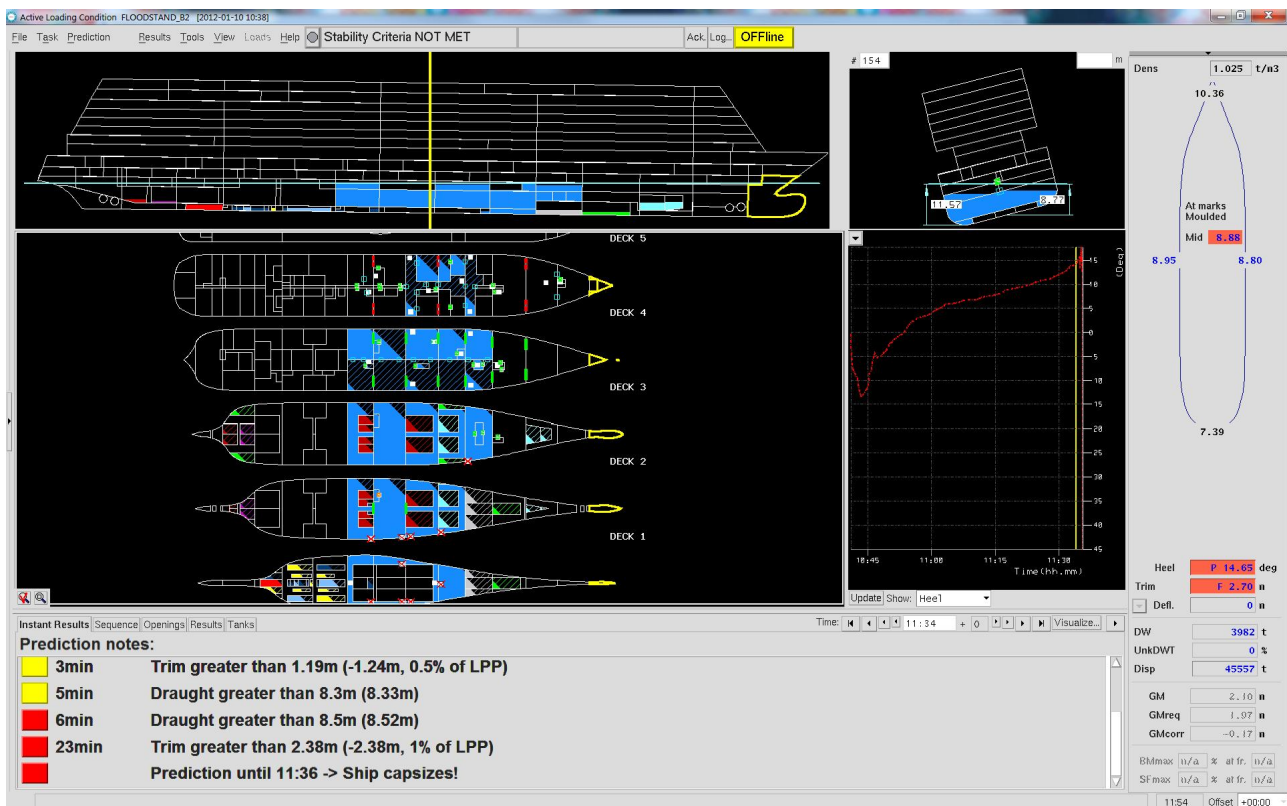 Active Loading Condition FLOODSTAND_B2 [2012-01-10 10:38]
File Task Prediction Results Tools View Loads Help Stability Criteria NOT MET Ack. Log... OFFline
# 154 m
Dens 1.025 t/m3
10.36
11.57 8.77
At marks
Moulded
Mid 8.88
8.95 8.80
7.39
DECK 5
DECK 4
DECK 3
DECK 2
DECK 1
15
10
5
0
5
10
15
20
25
30
35
40
45
(Deg)
10:45 11:00 11:15 11:30
Time(hh.mm)
Update Show: Heel
Heel P 14.65 deg
Trim F 2.70 m
Defl. 0 m
DW 3982 t
UnkDWT 0 %
Disp 45557 t
GM 2.10 m
GMreq 1.97 m
GMcorr -0.17 m
BMmax n/a % at fr. n/a
SFmax n/a % at fr. n/a
Instant Results Sequence Openings Results Tanks Time: 11:34 + 0 Visualize...
Prediction notes:
3min Trim greater than 1.19m (-1.24m, 0.5% of LPP)
5min Draught greater than 8.3m (8.33m)
6min Draught greater than 8.5m (8.52m)
23min Trim greater than 2.38m (-2.38m, 1% of LPP)
Prediction until 11:36 -> Ship capsizes!
11:54 Offset +00:00